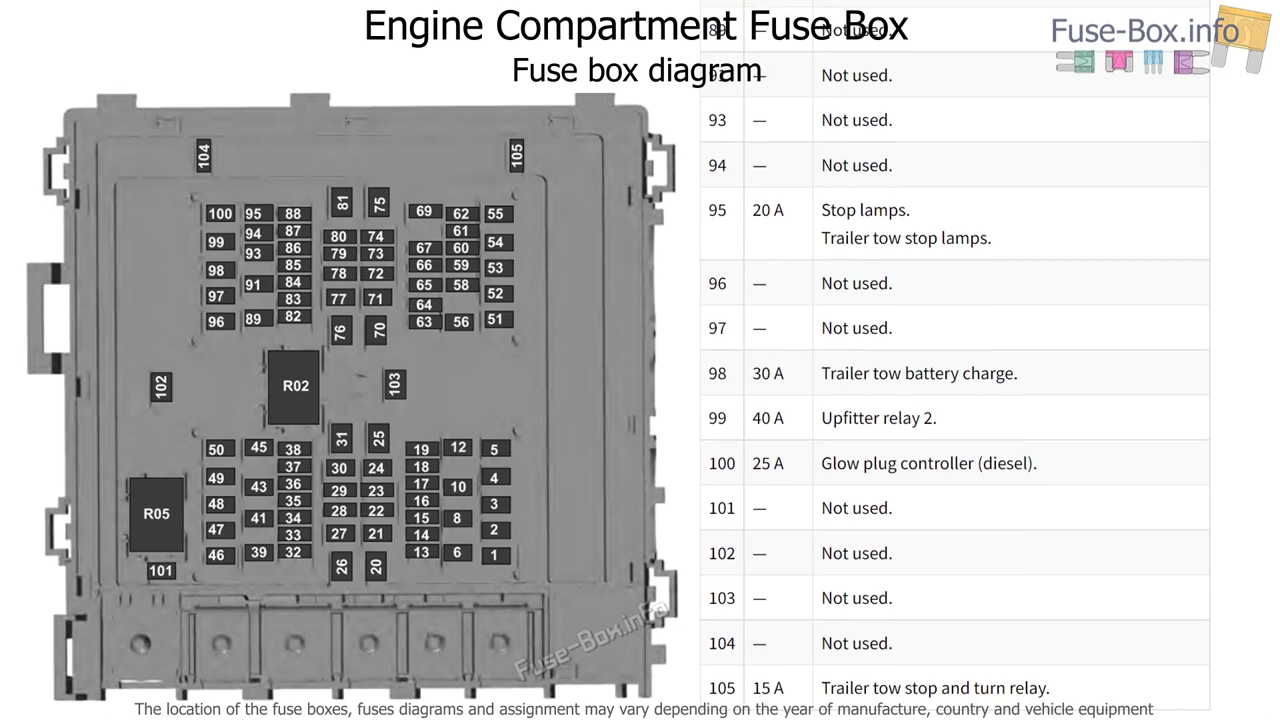 Engine Compartment Fuse Box
Fuse box diagram
Fuse-Box.info
89 — Not used.
— Not used.
93 — Not used.
94 — Not used.
95 20 A Stop lamps.
Trailer tow stop lamps.
96 — Not used.
97 — Not used.
98 30 A Trailer tow battery charge.
99 40 A Upfitter relay 2.
100 25 A Glow plug controller (diesel).
101 — Not used.
102 — Not used.
103 — Not used.
104 — Not used.
105 15 A Trailer tow stop and turn relay.
104 105
81 75
100 95 88 69 62 55
94 87 80 74 61
99 93 86 79 73 67 60 54
98 85 78 72 66 59 53
91 84 65 58
97 83 77 71 64 52
96 89 82 76 70 63 56 51
102 R02 103
31 25
50 45 38 19 12 5
37 30 24 18
49 43 36 29 23 17 10 4
48 35 28 22 16 3
41 34 15 8
47 33 27 21 14 2
46 39 32 26 20 13 6 1
R05
101
Fuse-Box.info
The location of the fuse boxes, fuses diagrams and assignment may vary depending on the year of manufacture, country and vehicle equipment